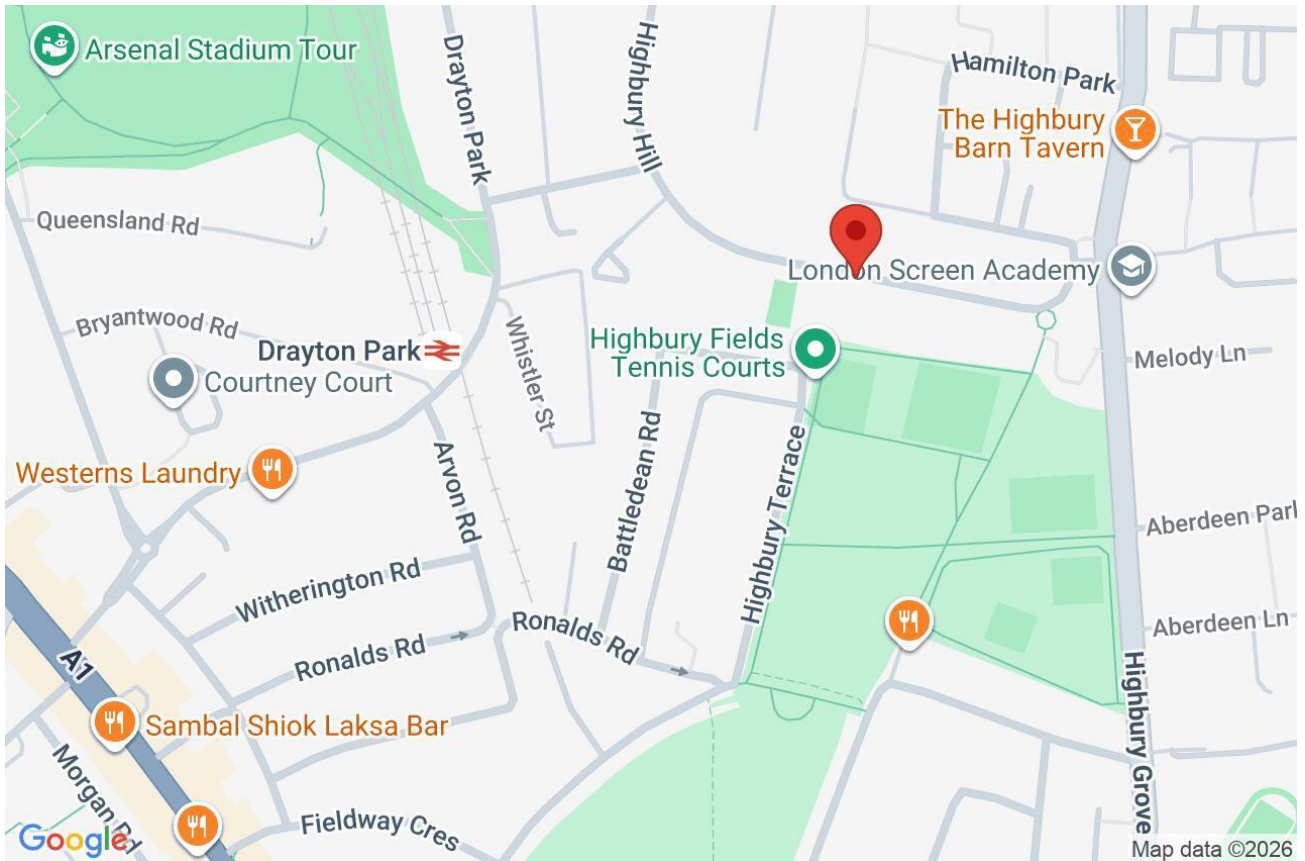 Arsenal Stadium Tour
Drayton Park
Highbury Hill
Hamilton Park
The Highbury
Barn Tavern
Queensland Rd
London Screen Academy
Bryantwood Rd
Drayton Park
Courtney Court
Whistler St
Highbury Fields
Tennis Courts
Melody Ln
Westerns Laundry
Arvon Rd
Battledean Rd
Highbury Terrace
Aberdeen Park
Witherington Rd
Ronalds Rd
Ronalds Rd
Aberdeen Ln
A1
Sambal Shiok Laksa Bar
Highbury Grove
Morgan Rd
Fieldway Cres
Google
Map data ©2026